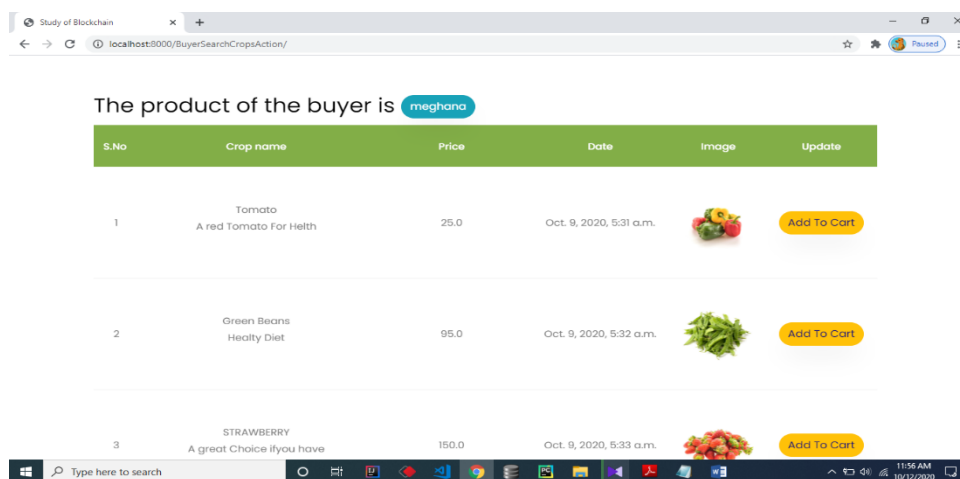 Study of Blockchain
localhost:8000/BuyerSearchCropsAction/
Paused
The product of the buyer is meghana
S.No Crop name Price Date Image Update
1 Tomato 25.0 Oct. 9, 2020, 5:31 a.m. Add To Cart
A red Tomato For Helth
2 Green Beans 95.0 Oct. 9, 2020, 5:32 a.m. Add To Cart
Healty Diet
3 STRAWBERRY 150.0 Oct. 9, 2020, 5:33 a.m. Add To Cart
A great Choice ifyou have
Type here to search
11:56 AM
10/12/2020